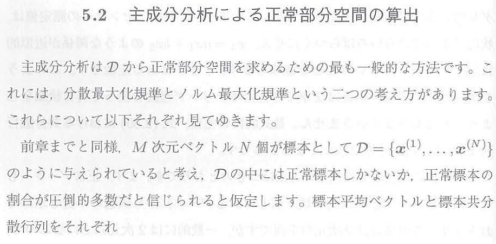 5.2 主成分分析による正常部分空間の算出
主成分分析は D から正常部分空間を求めるための最も一般的な方法です。こ
れには，分散最大化規準とノルム最大化規準という二つの考え方があります。
これらについて以下それぞれ見てゆきます。
前章までと同様，M 次元ベクトル N 個が標本として D = {x^(1), . . . , x^(N)}
のように与えられていると考え，D の中には正常標本しかないか，正常標本の
割合が圧倒的多数だと信じられると仮定します。標本平均ベクトルと標本共分
散行列をそれぞれ